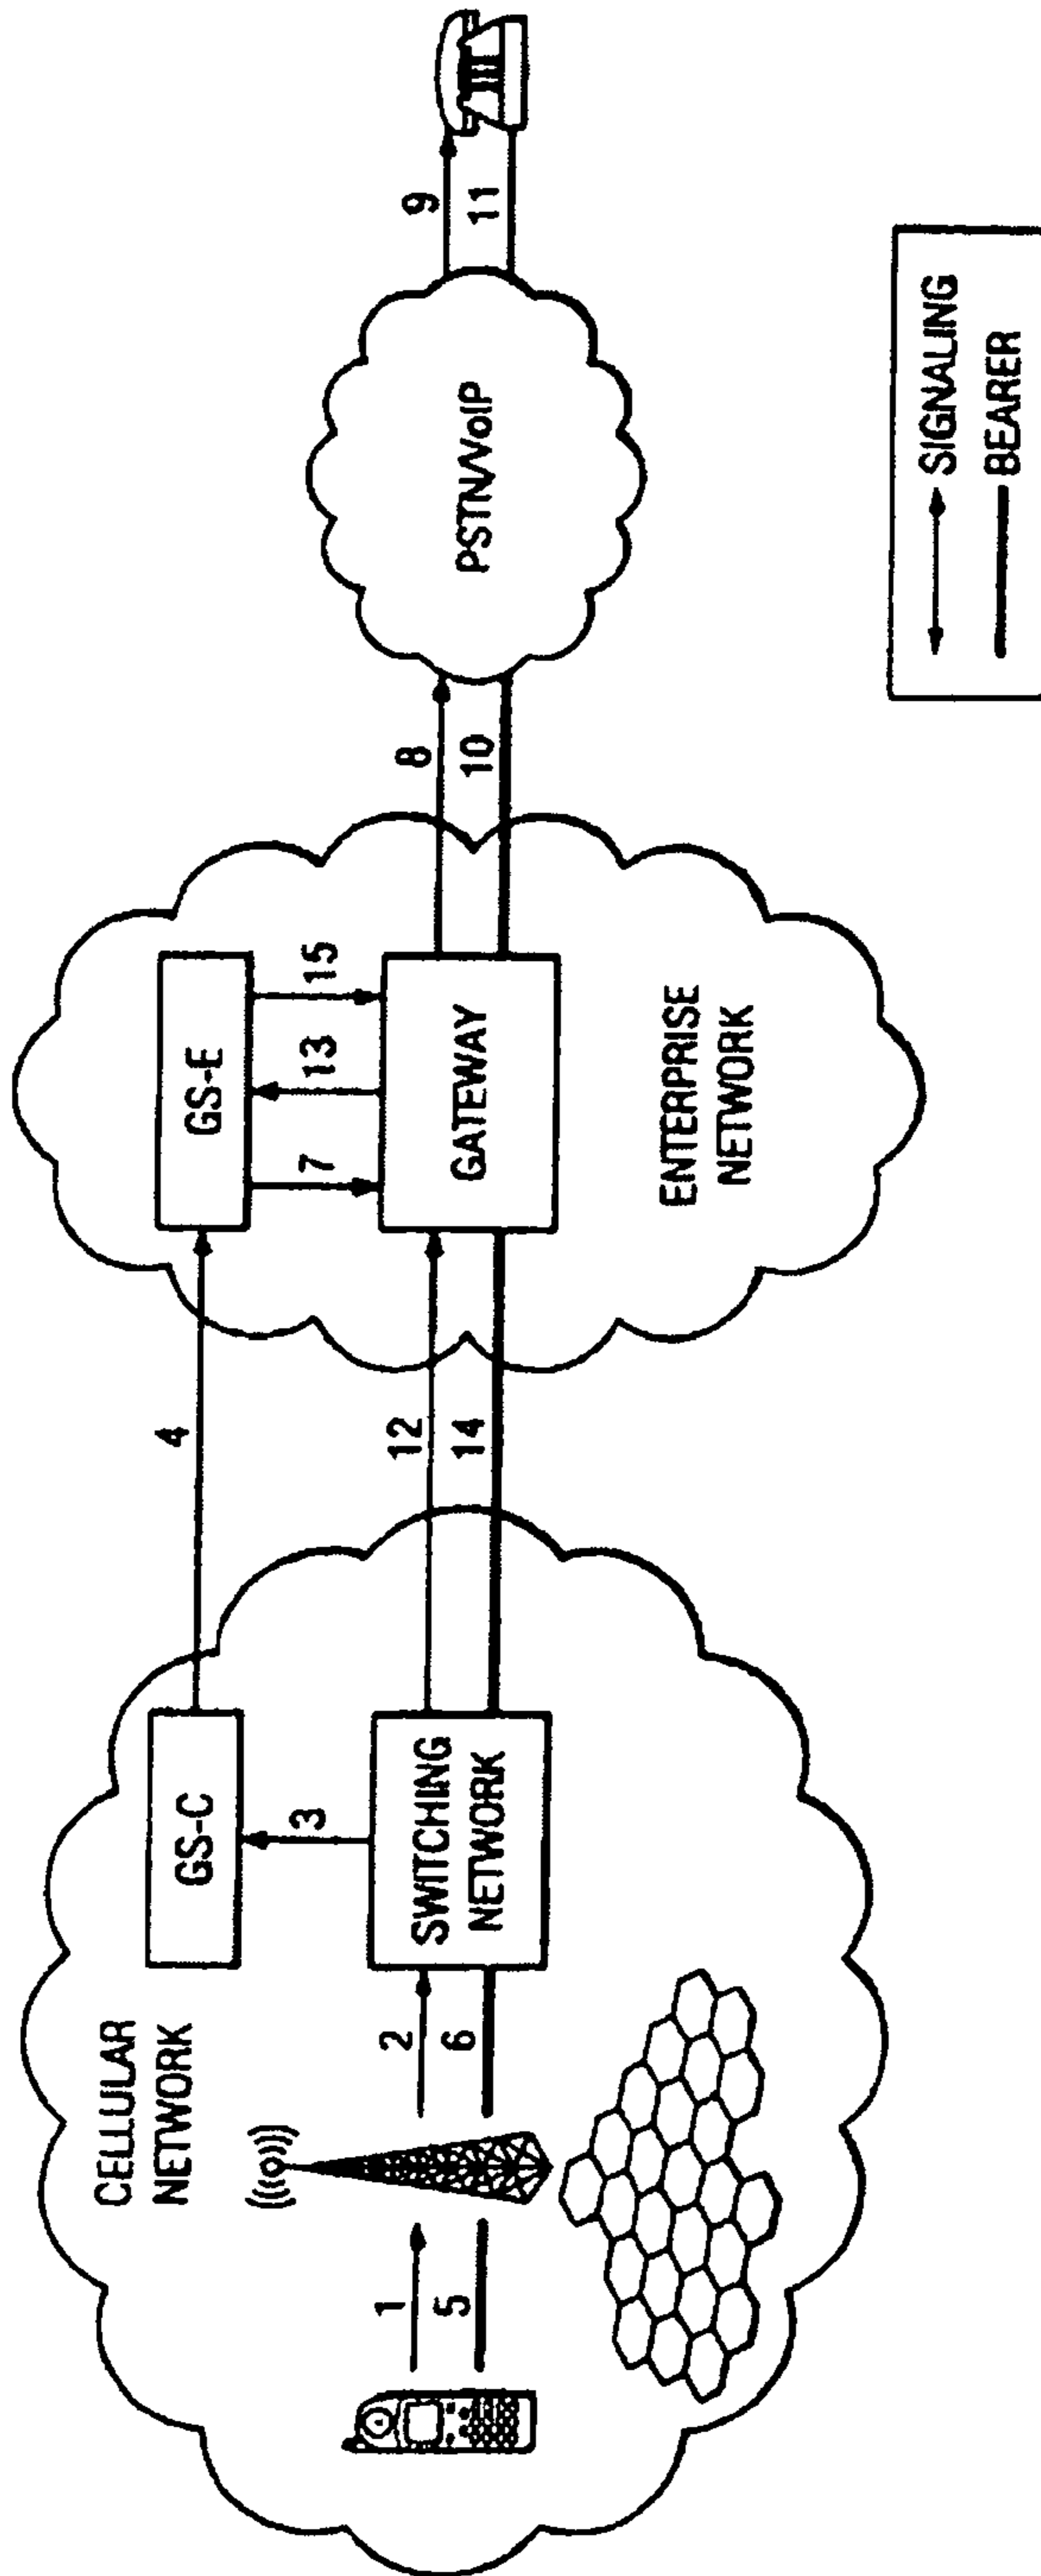 CELLULAR
NETWORK
GS-C
3
SWITCHING
NETWORK
1
5
2
6
4
12
14
GS-E
7
13
15
GATEWAY
ENTERPRISE
NETWORK
8
10
PSTN/VoIP
9
11
SIGNALING
BEARER